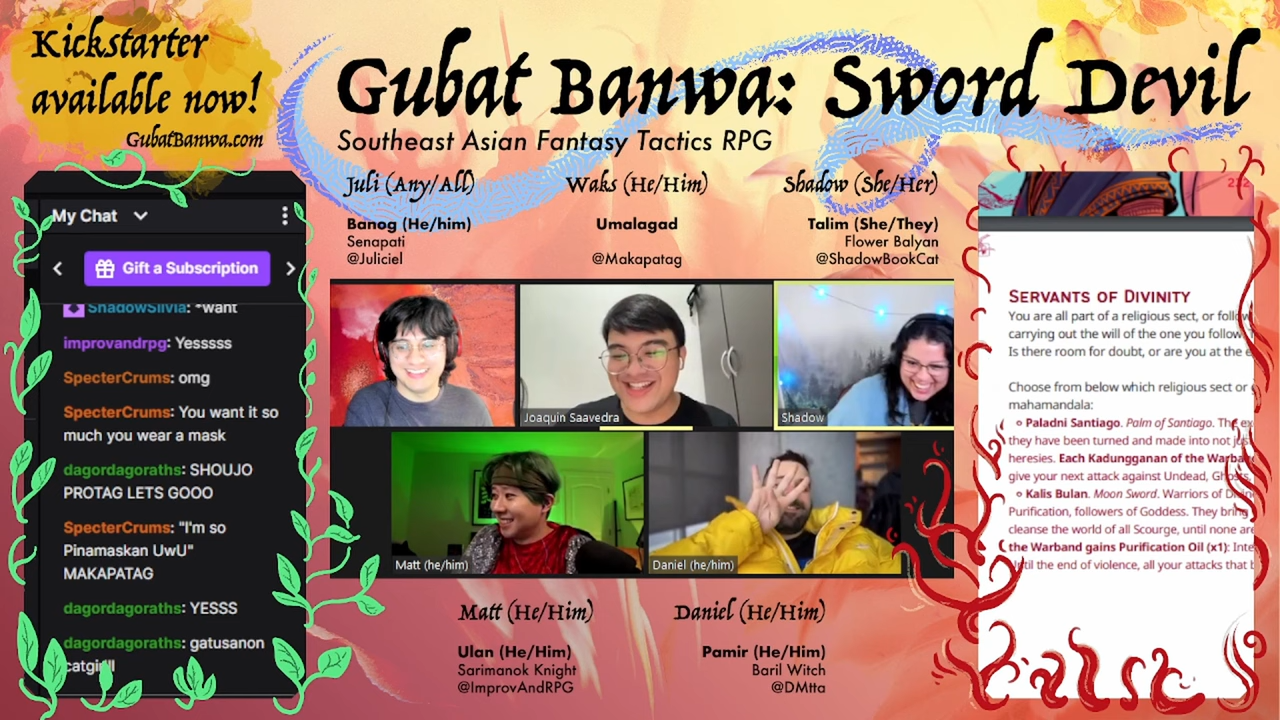 Kickstarter
available now!
GubatBanwa.com
Gubat Banwa: Sword Devil
Southeast Asian Fantasy Tactics RPG
Juli (Any/All)
Banog (He/him)
Senapati
@Juliciel
Waks (He/Him)
Umalagad
@Makapatag
Shadow (She/Her)
Talim (She/They)
Flower Balyan
@ShadowBookCat
My Chat
Gift a Subscription
ShadowSilvia: *want
improvandrpg: Yesssss
SpecterCrums: omg
SpecterCrums: You want it so
much you wear a mask
dagordagoraths: SHOUJO
PROTAG LETS GOOO
SpecterCrums: "I'm so
Pinamaskan UwU"
MAKAPATAG
dagordagoraths: YESSS
dagordagoraths: gatusanon
catgirlll
Joaquin Saavedra
Shadow
Matt (he/him)
Daniel (he/him)
Matt (He/Him)
Ulan (He/Him)
Sarimanok Knight
@ImprovAndRPG
Daniel (He/Him)
Pamir (He/Him)
Baril Witch
@DMtta
SERVANTS OF DIVINITY
You are all part of a religious sect, or follow
carrying out the will of the one you follow.
Is there room for doubt, or are you at the
Choose from below which religious sect or
mahamandala:
Paladni Santiago. Palm of Santiago. The
they have been turned and made into not
heresies. Each Kadungganan of the
give your next attack against Undead,
Kalis Bulan. Moon Sword. Warriors of
Purification, followers of Goddess. They bring
cleanse the world of all Scourge, until none are
the Warband gains Purification Oil (x1):
Until the end of violence, all your attacks that